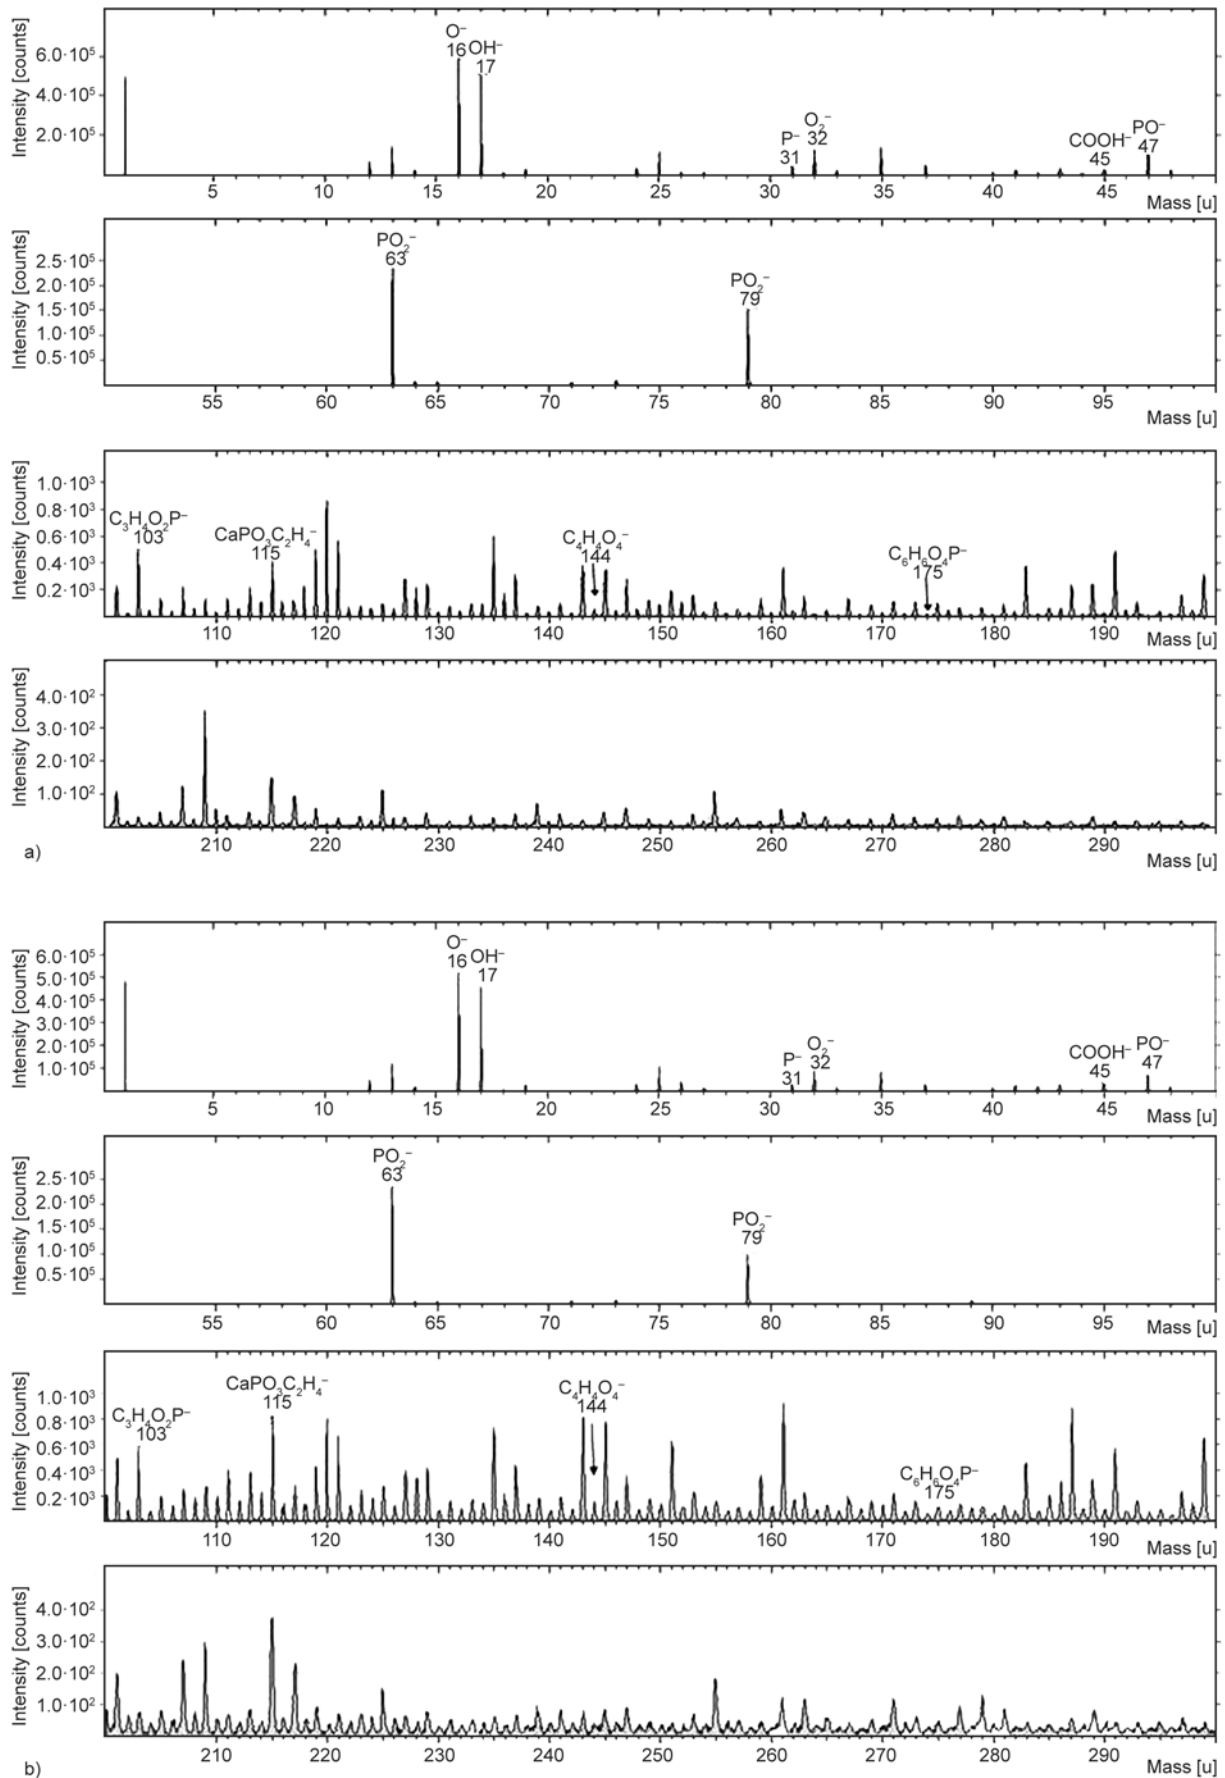 Intensity [counts]
6.0·10⁵
4.0·10⁵
2.0·10⁵
O⁻
16
OH⁻
17
P⁻
31
O₂⁻
32
COOH⁻
45
PO⁻
47
5 10 15 20 25 30 35 40 45
Mass [u]
Intensity [counts]
2.5·10⁵
2.0·10⁵
1.5·10⁵
1.0·10⁵
0.5·10⁵
PO₂⁻
63
PO₂⁻
79
55 60 65 70 75 80 85 90 95
Mass [u]
Intensity [counts]
1.0·10³
0.8·10³
0.6·10³
0.4·10³
0.2·10³
C₃H₄O₂P⁻
103
CaPO₃C₂H₄⁻
115
C₄H₄O₄⁻
144
C₆H₆O₄P⁻
175
110 120 130 140 150 160 170 180 190
Mass [u]
Intensity [counts]
4.0·10²
3.0·10²
2.0·10²
1.0·10²
210 220 230 240 250 260 270 280 290
Mass [u]
a)
Intensity [counts]
6.0·10⁵
5.0·10⁵
4.0·10⁵
3.0·10⁵
2.0·10⁵
1.0·10⁵
O⁻
16
OH⁻
17
P⁻
31
O₂⁻
32
COOH⁻
45
PO⁻
47
5 10 15 20 25 30 35 40 45
Mass [u]
Intensity [counts]
2.5·10⁵
2.0·10⁵
1.5·10⁵
1.0·10⁵
0.5·10⁵
PO₂⁻
63
PO₂⁻
79
55 60 65 70 75 80 85 90 95
Mass [u]
Intensity [counts]
1.0·10³
0.8·10³
0.6·10³
0.4·10³
0.2·10³
C₃H₄O₂P⁻
103
CaPO₃C₂H₄⁻
115
C₄H₄O₄⁻
144
C₆H₆O₄P⁻
175
110 120 130 140 150 160 170 180 190
Mass [u]
Intensity [counts]
4.0·10²
3.0·10²
2.0·10²
1.0·10²
210 220 230 240 250 260 270 280 290
Mass [u]
b)